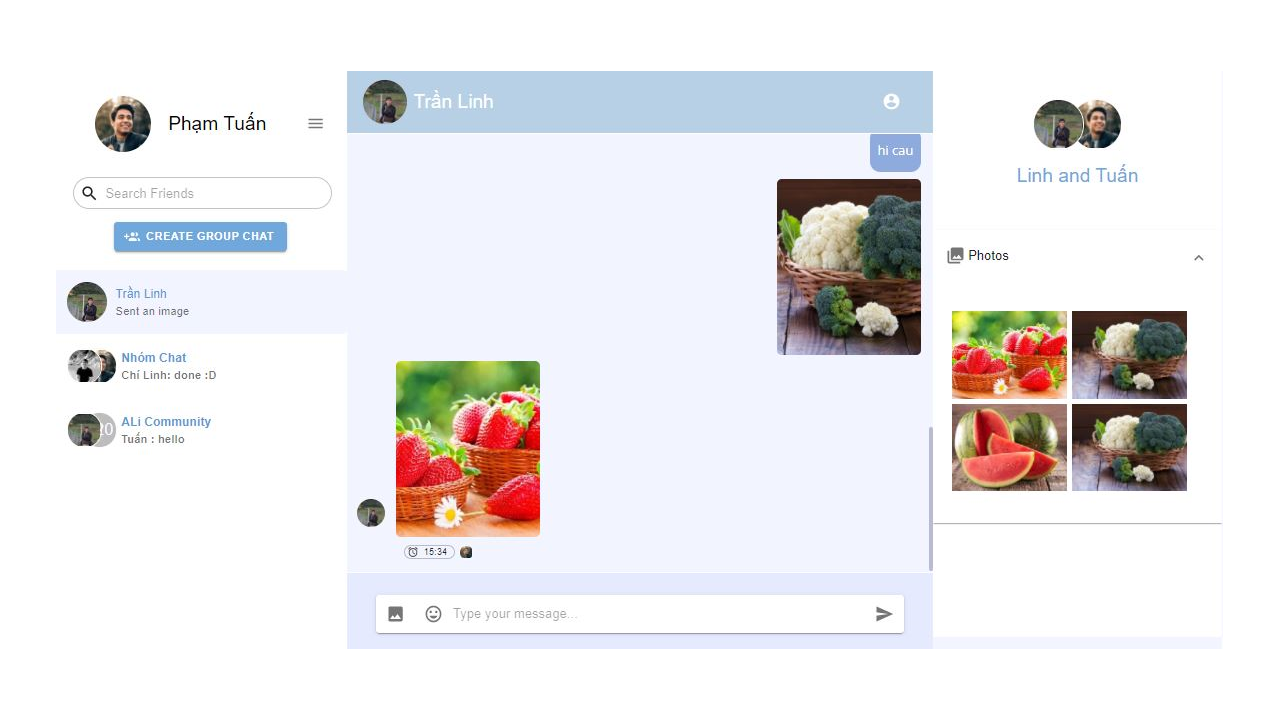 Phạm Tuấn
Search Friends
CREATE GROUP CHAT
Trần Linh
Sent an image
Nhóm Chat
Chí Linh: done :D
ALi Community
Tuấn : hello
20
Trần Linh
hi cau
15:34
Type your message...
Linh and Tuấn
Photos